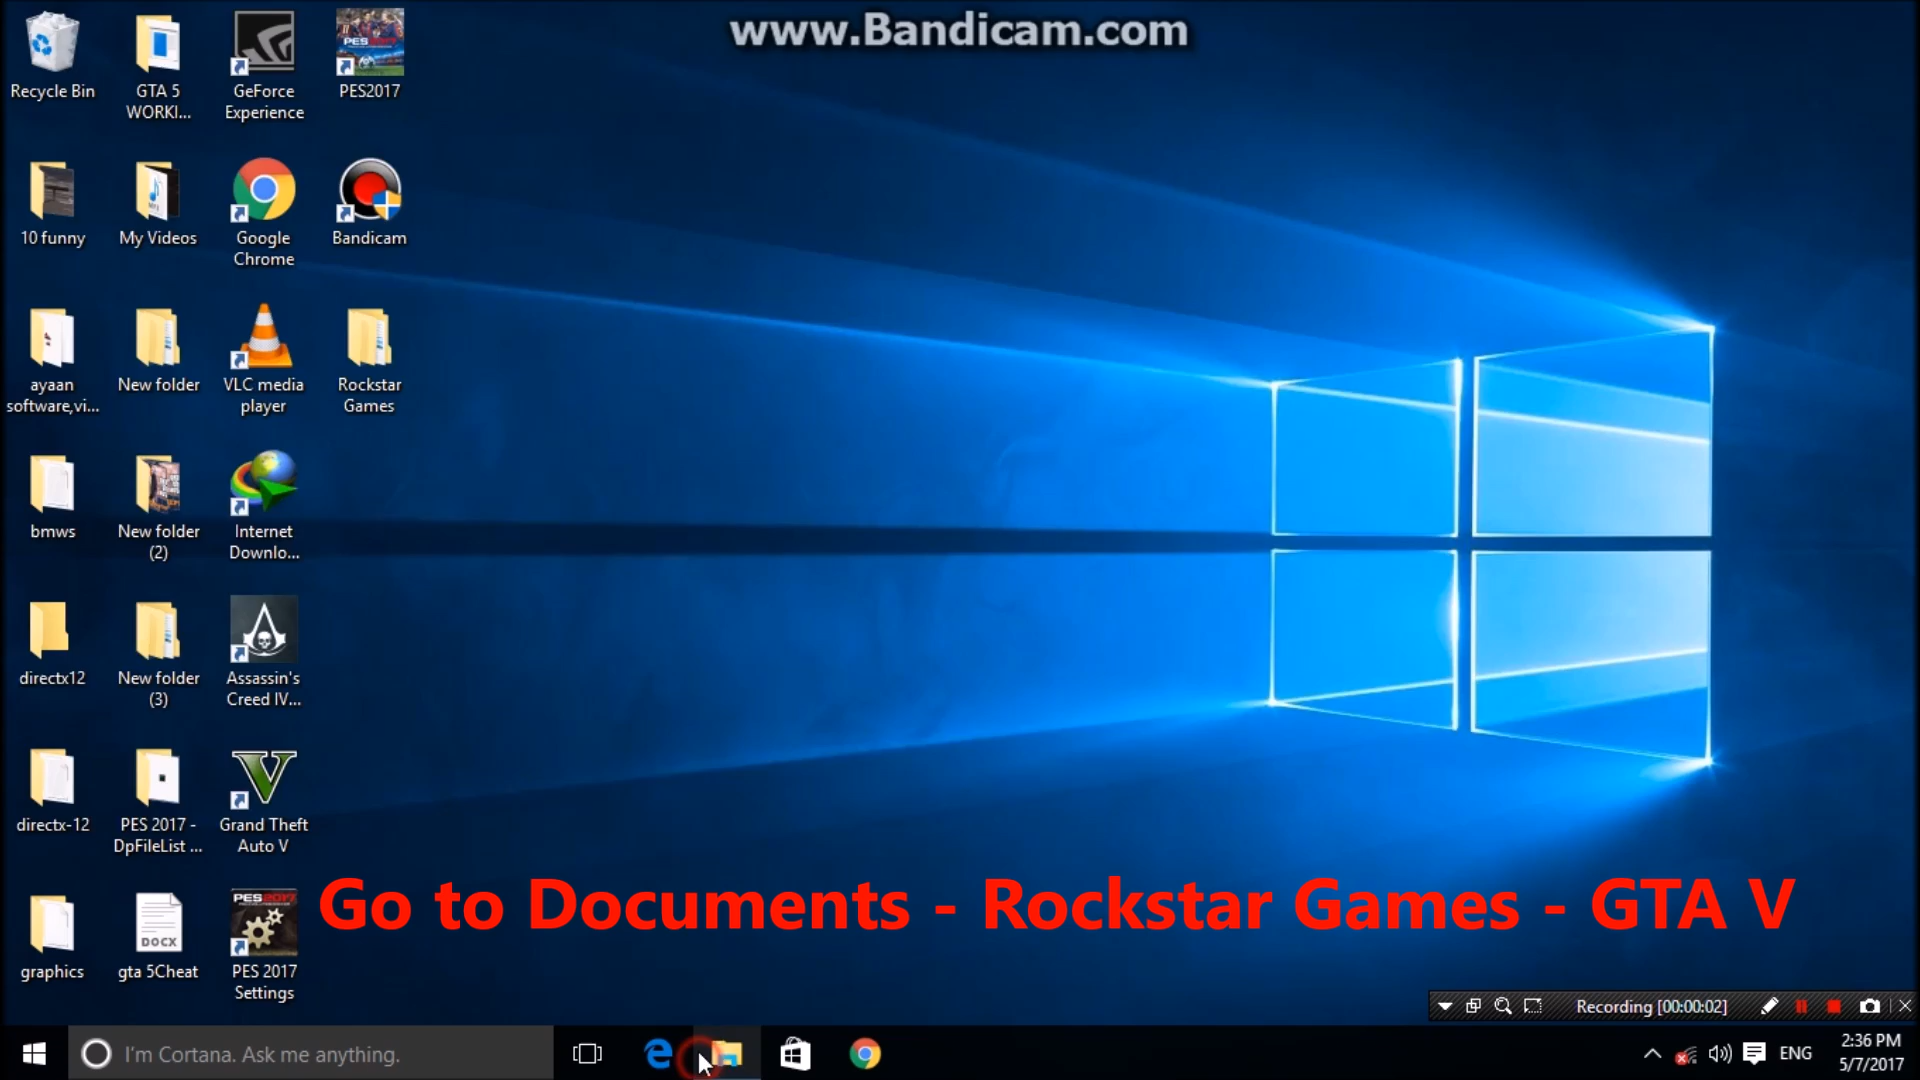 www.Bandicam.com
Recycle Bin
GTA 5
WORKI...
GeForce
Experience
PES2017
10 funny
My Videos
Google
Chrome
Bandicam
ayaan
software,vi...
New folder
VLC media
player
Rockstar
Games
bmws
New folder
(2)
Internet
Downlo...
directx12
New folder
(3)
Assassin's
Creed IV...
directx-12
PES 2017 -
DpFileList ...
Grand Theft
Auto V
graphics
DOCX
gta 5Cheat
PES2017
PES 2017
Settings
Go to Documents - Rockstar Games - GTA V
Recording [00:00:02]
I'm Cortana. Ask me anything.
ENG
2:36 PM
5/7/2017